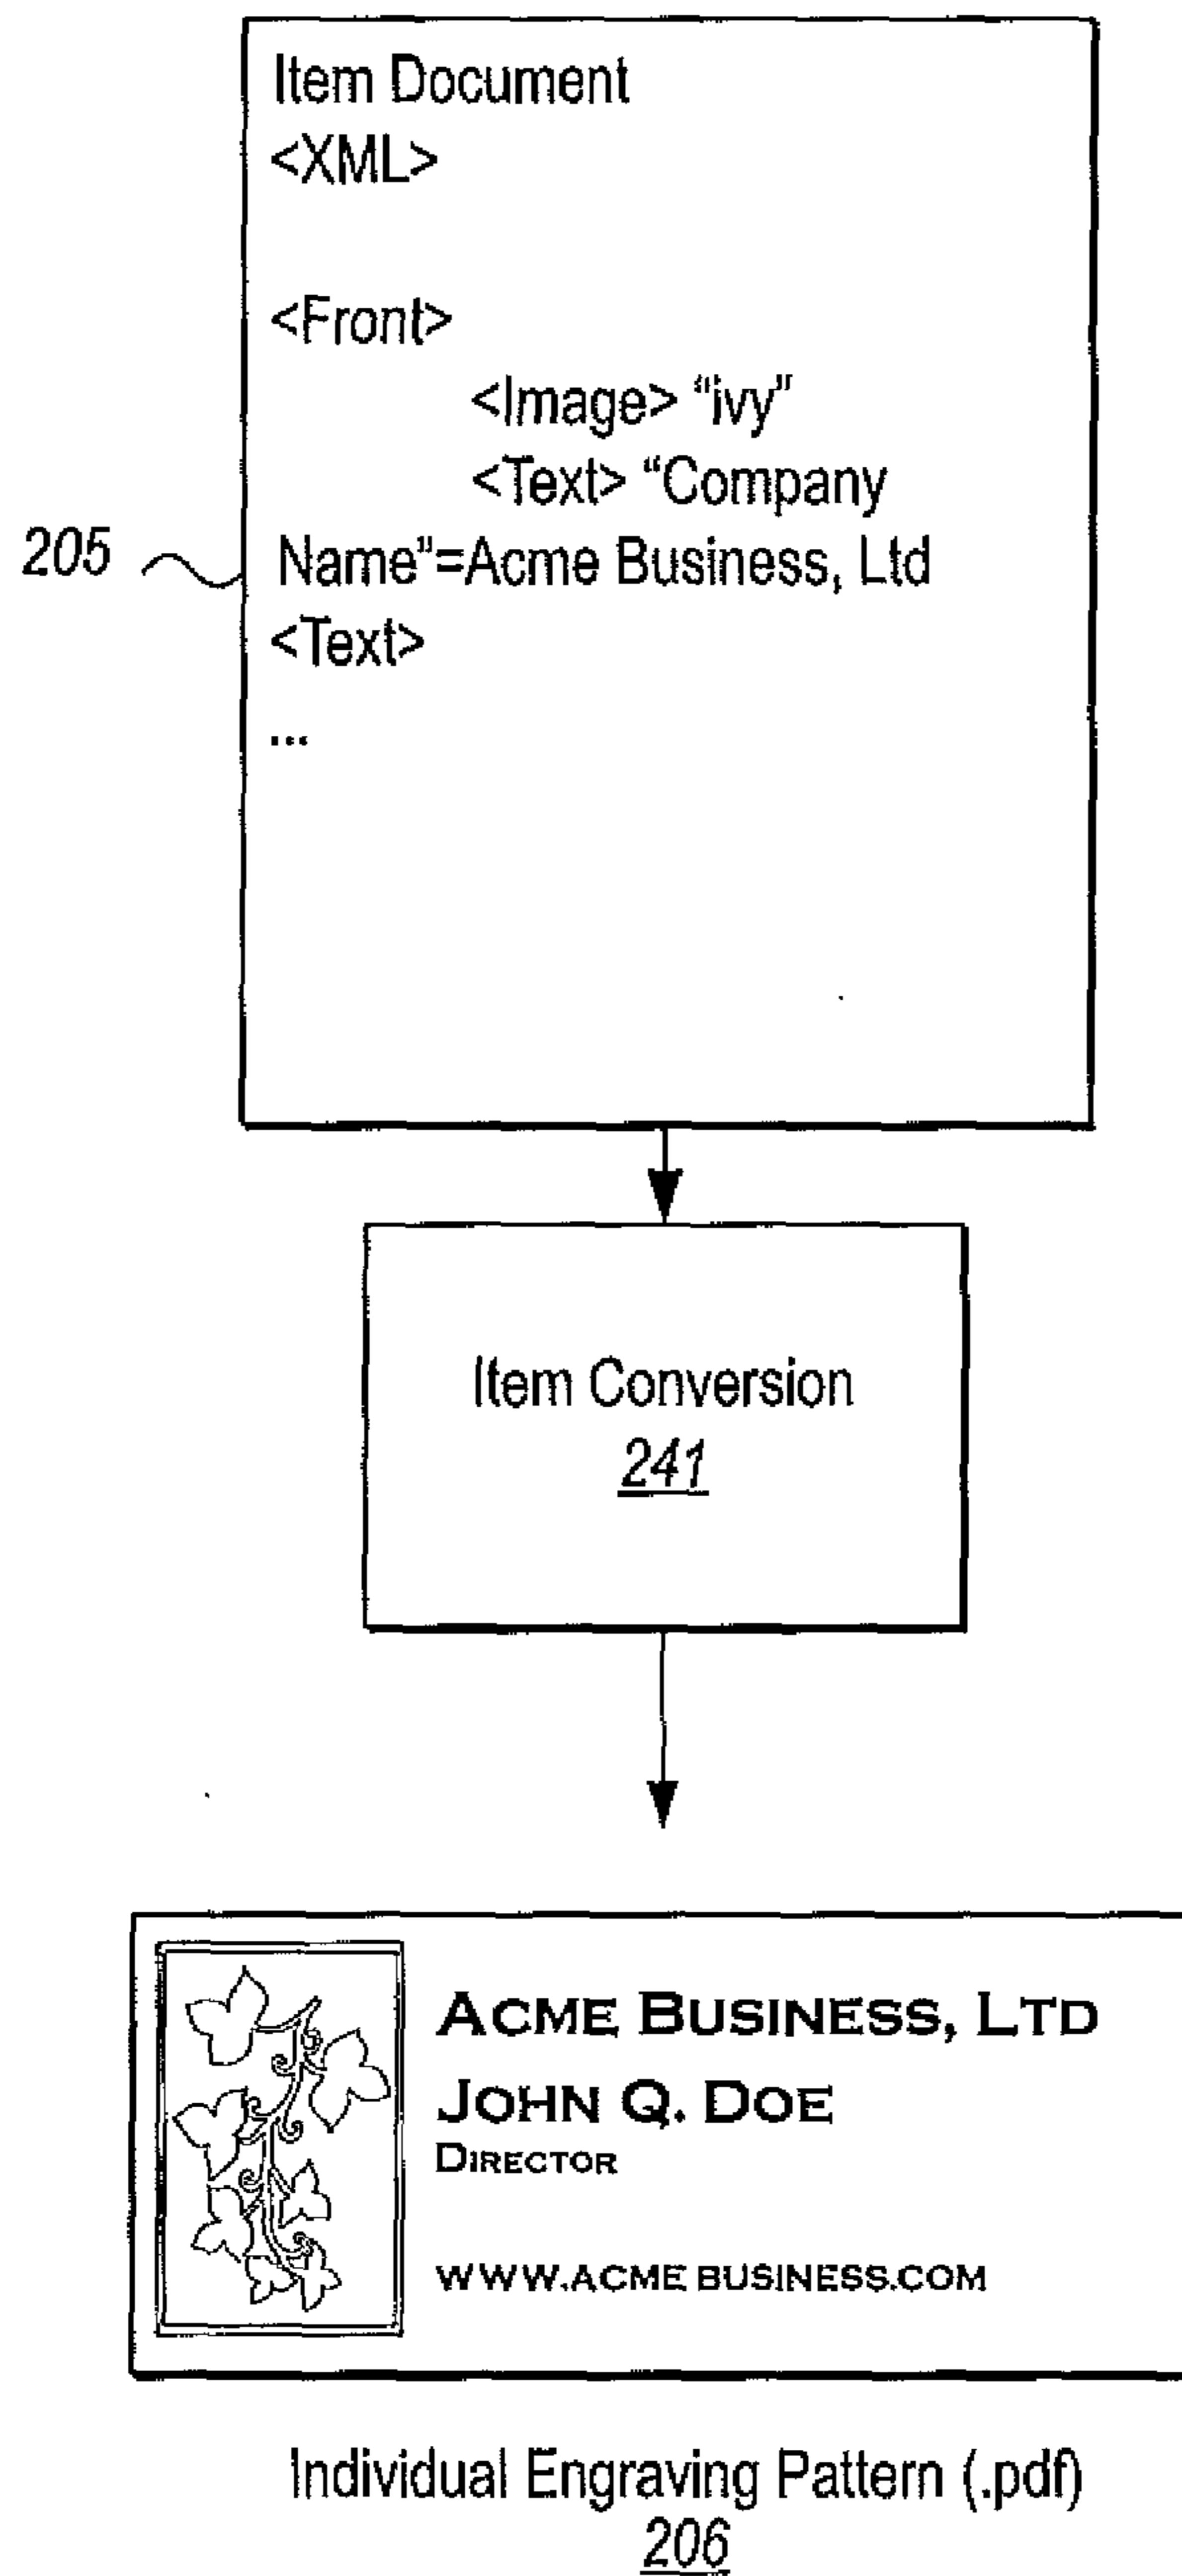 Item Document
<XML>
<Front>
<Image> “ivy”
<Text> “Company
Name”=Acme Business, Ltd
<Text>
...
205
Item Conversion
241
ACME BUSINESS, LTD
JOHN Q. DOE
DIRECTOR
WWW.ACME BUSINESS.COM
Individual Engraving Pattern (.pdf)
206